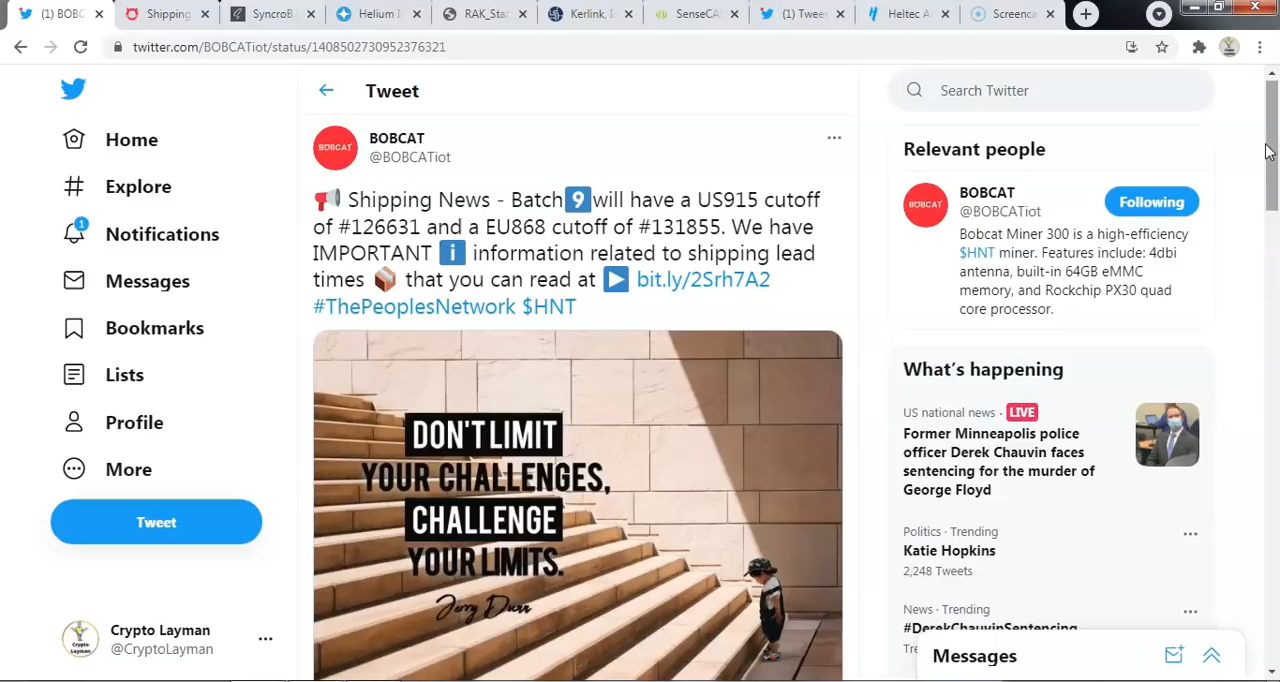 (1) BOBC
Shipping
SyncroB
Helium I
RAK_Sta
Kerlink, I
SenseCA
(1) Twee
Heltec A
Screenca
twitter.com/BOBCATiot/status/1408502730952376321
Home
Explore
1
Notifications
Messages
Bookmarks
Lists
Profile
More
Tweet
Crypto Layman
@CryptoLayman
Tweet
BOBCAT
BOBCAT
@BOBCATiot
📢 Shipping News - Batch 9️⃣ will have a US915 cutoff
of #126631 and a EU868 cutoff of #131855. We have
IMPORTANT ℹ️ information related to shipping lead
times 📦 that you can read at ▶️ bit.ly/2Srh7A2
#ThePeoplesNetwork $HNT
DON'T LIMIT
YOUR CHALLENGES,
CHALLENGE
YOUR LIMITS.
Jerry Dunn
Search Twitter
Relevant people
BOBCAT
BOBCAT
@BOBCATiot
Following
Bobcat Miner 300 is a high-efficiency
$HNT miner. Features include: 4dbi
antenna, built-in 64GB eMMC
memory, and Rockchip PX30 quad
core processor.
What's happening
US national news · LIVE
Former Minneapolis police
officer Derek Chauvin faces
sentencing for the murder of
George Floyd
Politics · Trending
Katie Hopkins
2,248 Tweets
News · Trending
#DerekChauvinSentencing
Messages